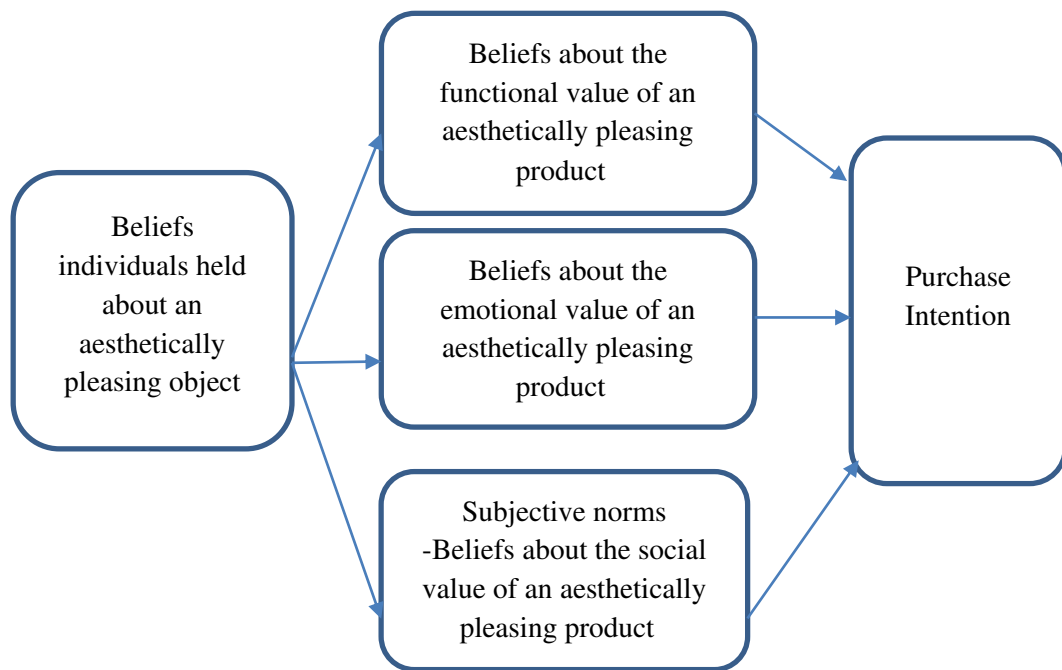 Beliefs
individuals held
about an
aesthetically
pleasing object
Beliefs about the
functional value of an
aesthetically pleasing
product
Beliefs about the
emotional value of an
aesthetically pleasing
product
Subjective norms
-Beliefs about the social
value of an aesthetically
pleasing product
Purchase
Intention